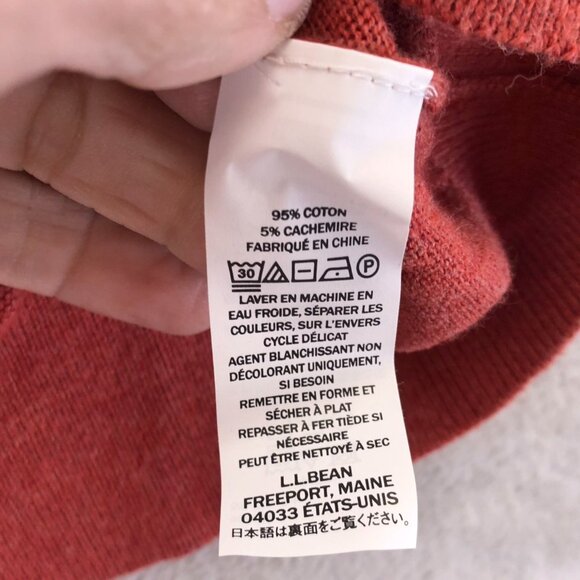 95% COTON
5% CACHEMIRE
FABRIQUÉ EN CHINE
30 P
LAVER EN MACHINE EN
EAU FROIDE, SÉPARER LES
COULEURS, SUR L'ENVERS
CYCLE DÉLICAT
AGENT BLANCHISSANT NON
DÉCOLORANT UNIQUEMENT,
SI BESOIN
REMETTRE EN FORME ET
SÉCHER À PLAT
REPASSER À FER TIÈDE SI
NÉCESSAIRE
PEUT ÊTRE NETTOYÉ À SEC
L.L.BEAN
FREEPORT, MAINE
04033 ÉTATS-UNIS
日本語は裏面をご覧ください。